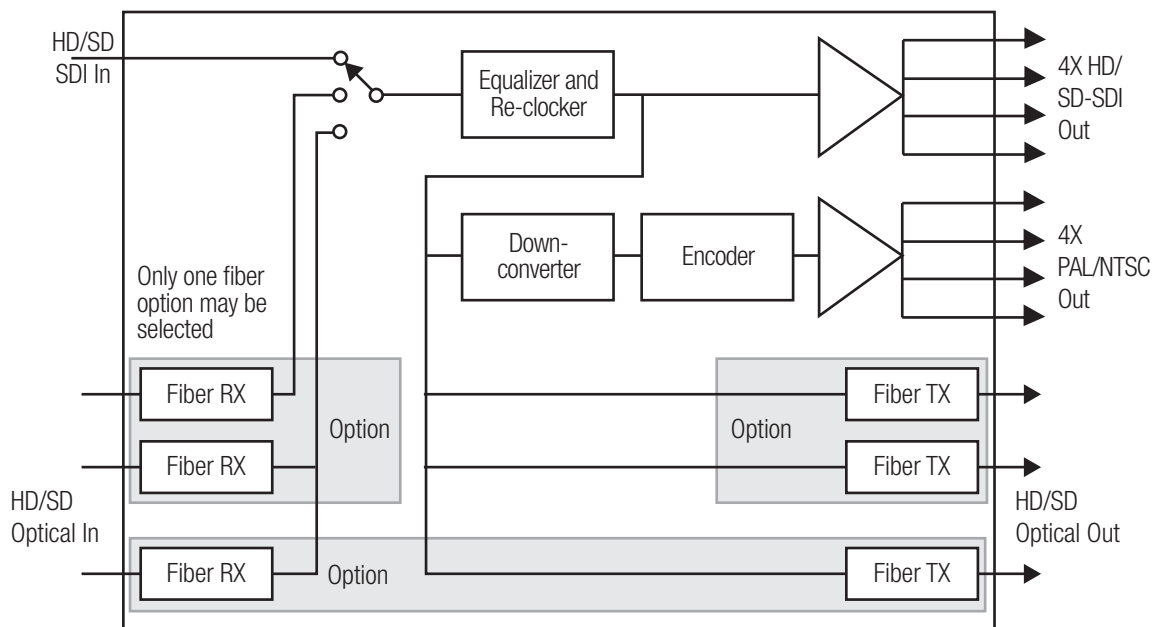 HD/SD
SDI In
Equalizer and
Re-clocker
4X HD/
SD-SDI
Out
Down-
converter
Encoder
4X
PAL/NTSC
Out
Only one fiber
option may be
selected
Fiber RX
Fiber RX
Option
Option
Fiber TX
Fiber TX
HD/SD
Optical In
HD/SD
Optical Out
Fiber RX
Option
Fiber TX